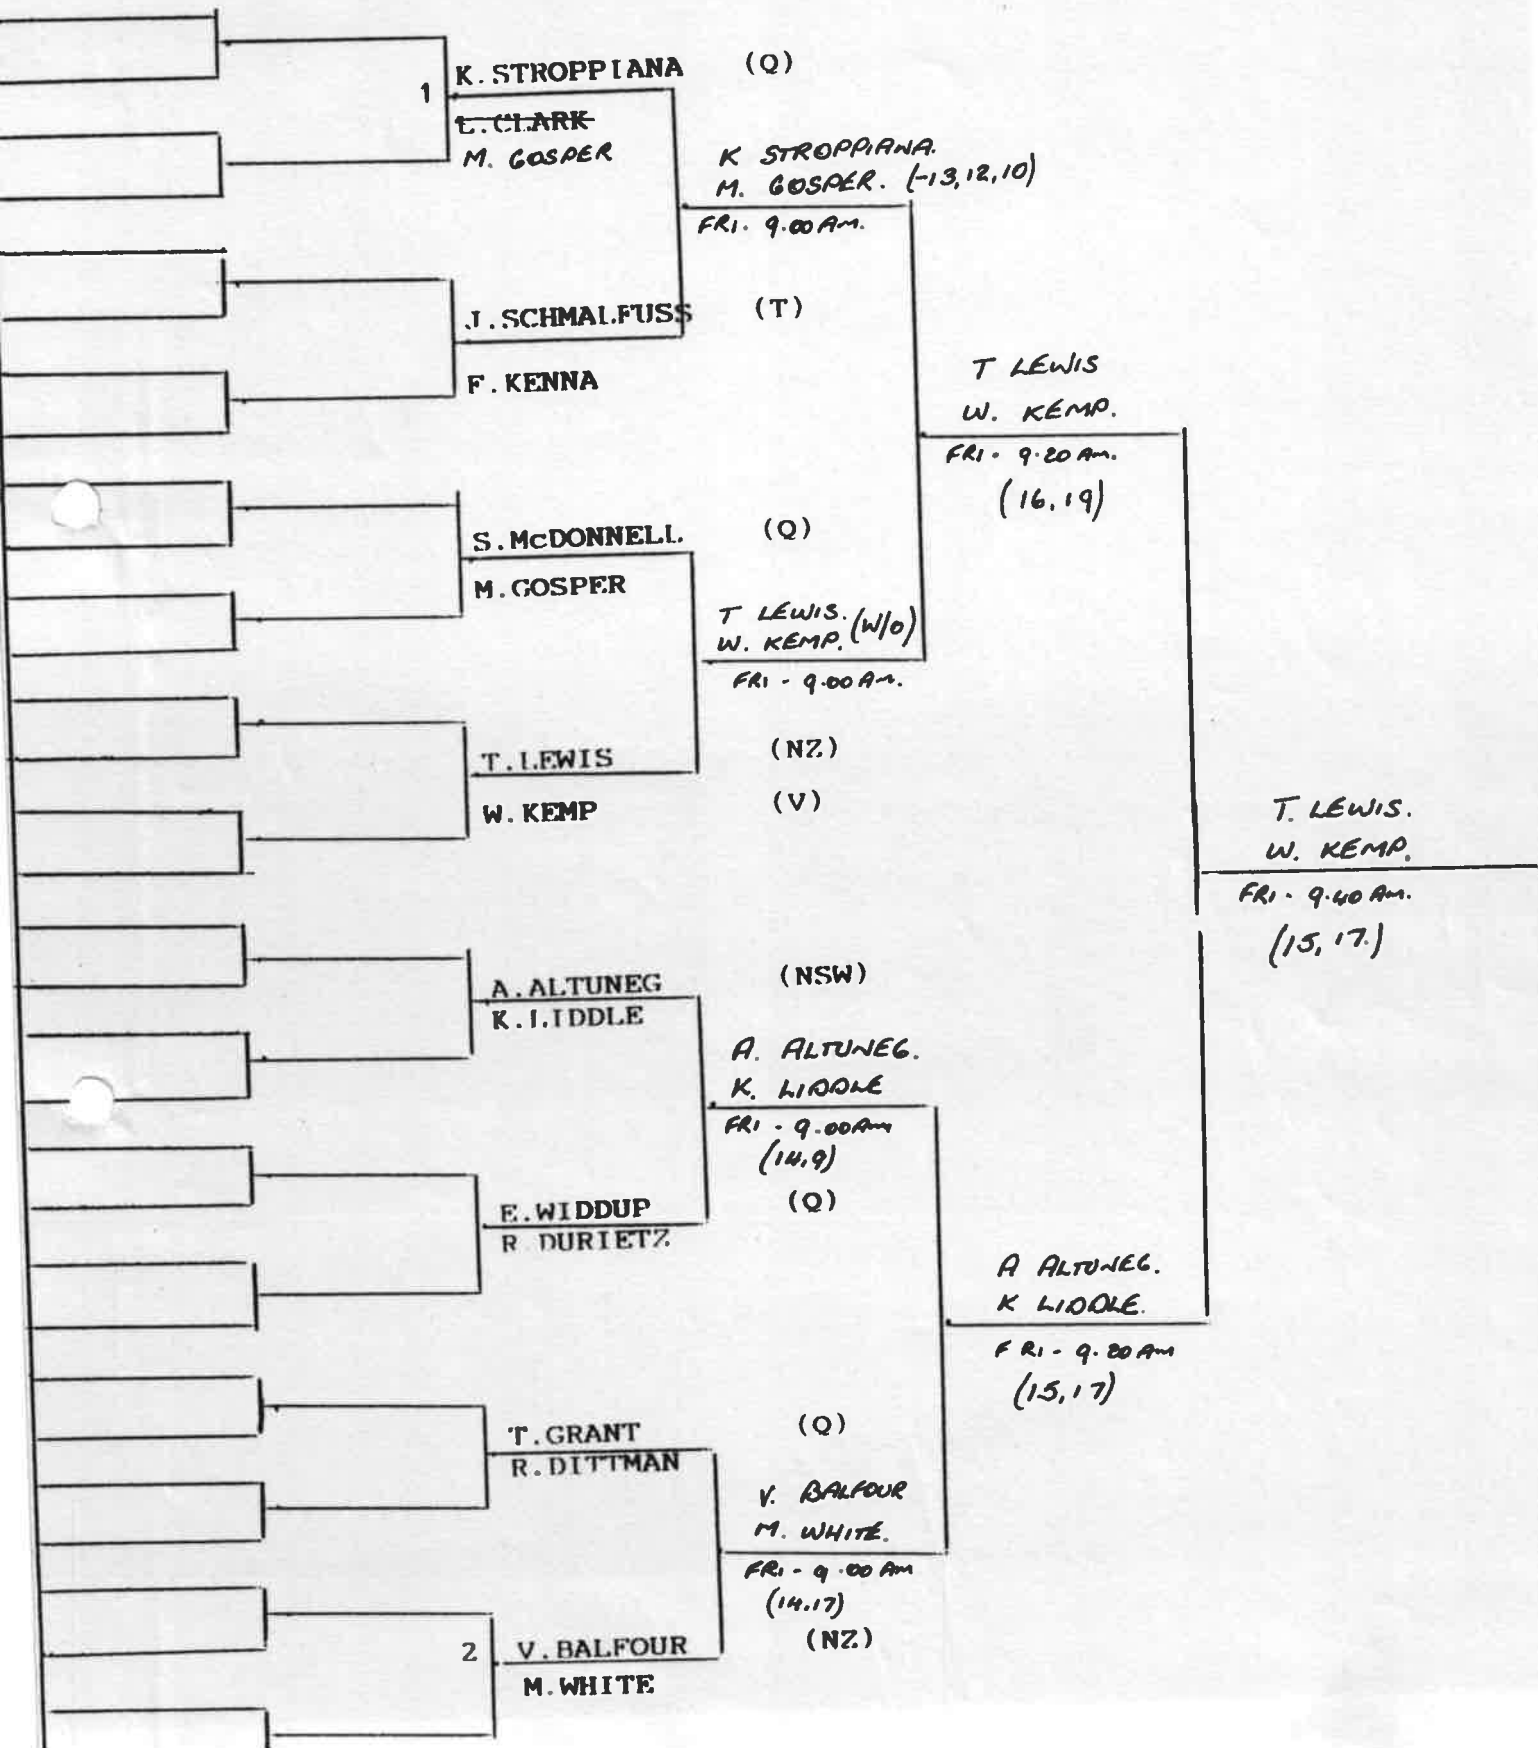 K.STROPPIANA (Q)
1
L.CLARK
M. GOSPER
K STROPPIANA.
M. GOSPER. (-13,12,10)
FRI. 9.00 AM.
J.SCHMALFUSS (T)
F.KENNA
T LEWIS
W. KEMP.
FRI. 9.20 AM.
(16,19)
S.McDONNELL (Q)
M.GOSPER
T LEWIS.
W. KEMP. (W/O)
FRI - 9.00 AM.
T.LEWIS (NZ)
W.KEMP (V)
T. LEWIS.
W. KEMP.
FRI. 9.40 AM.
(15,17.)
A.ALTUNEG (NSW)
K.LIDDLE
A. ALTUNEG.
K. LIDDLE
FRI - 9.00 AM
(14,9)
E.WIDDUP (Q)
R DURIETZ
A ALTUNEG.
K LIDDLE.
FRI - 9.20 AM
(15,17)
T.GRANT (Q)
R.DITTMAN
V. BALFOUR
M. WHITE.
FRI - 9.00 AM
(14.17)
2 V.BALFOUR (NZ)
M.WHITE